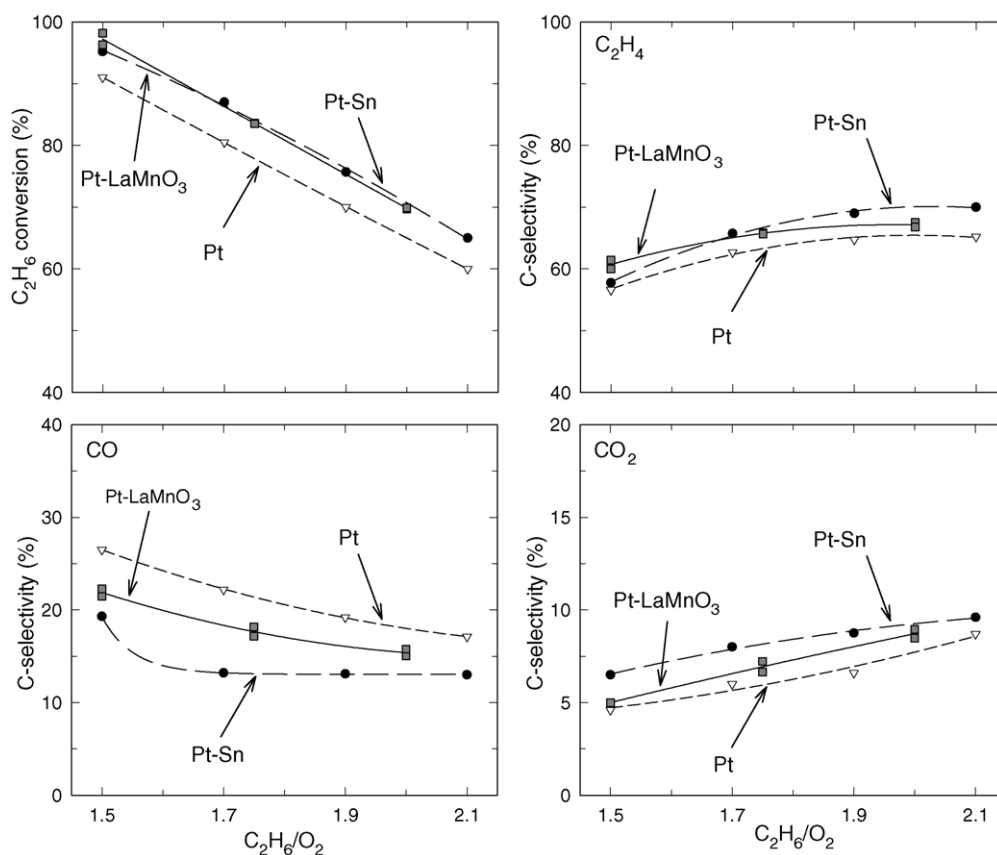 100
80
60
40
C2H6 conversion (%)
Pt-Sn
Pt-LaMnO3
Pt
C2H4
100
80
60
40
C-selectivity (%)
Pt-Sn
Pt-LaMnO3
Pt
CO
40
30
20
10
0
C-selectivity (%)
Pt-LaMnO3
Pt
Pt-Sn
1.5 1.7 1.9 2.1
C2H6/O2
CO2
20
15
10
5
0
C-selectivity (%)
Pt-Sn
Pt-LaMnO3
Pt
1.5 1.7 1.9 2.1
C2H6/O2